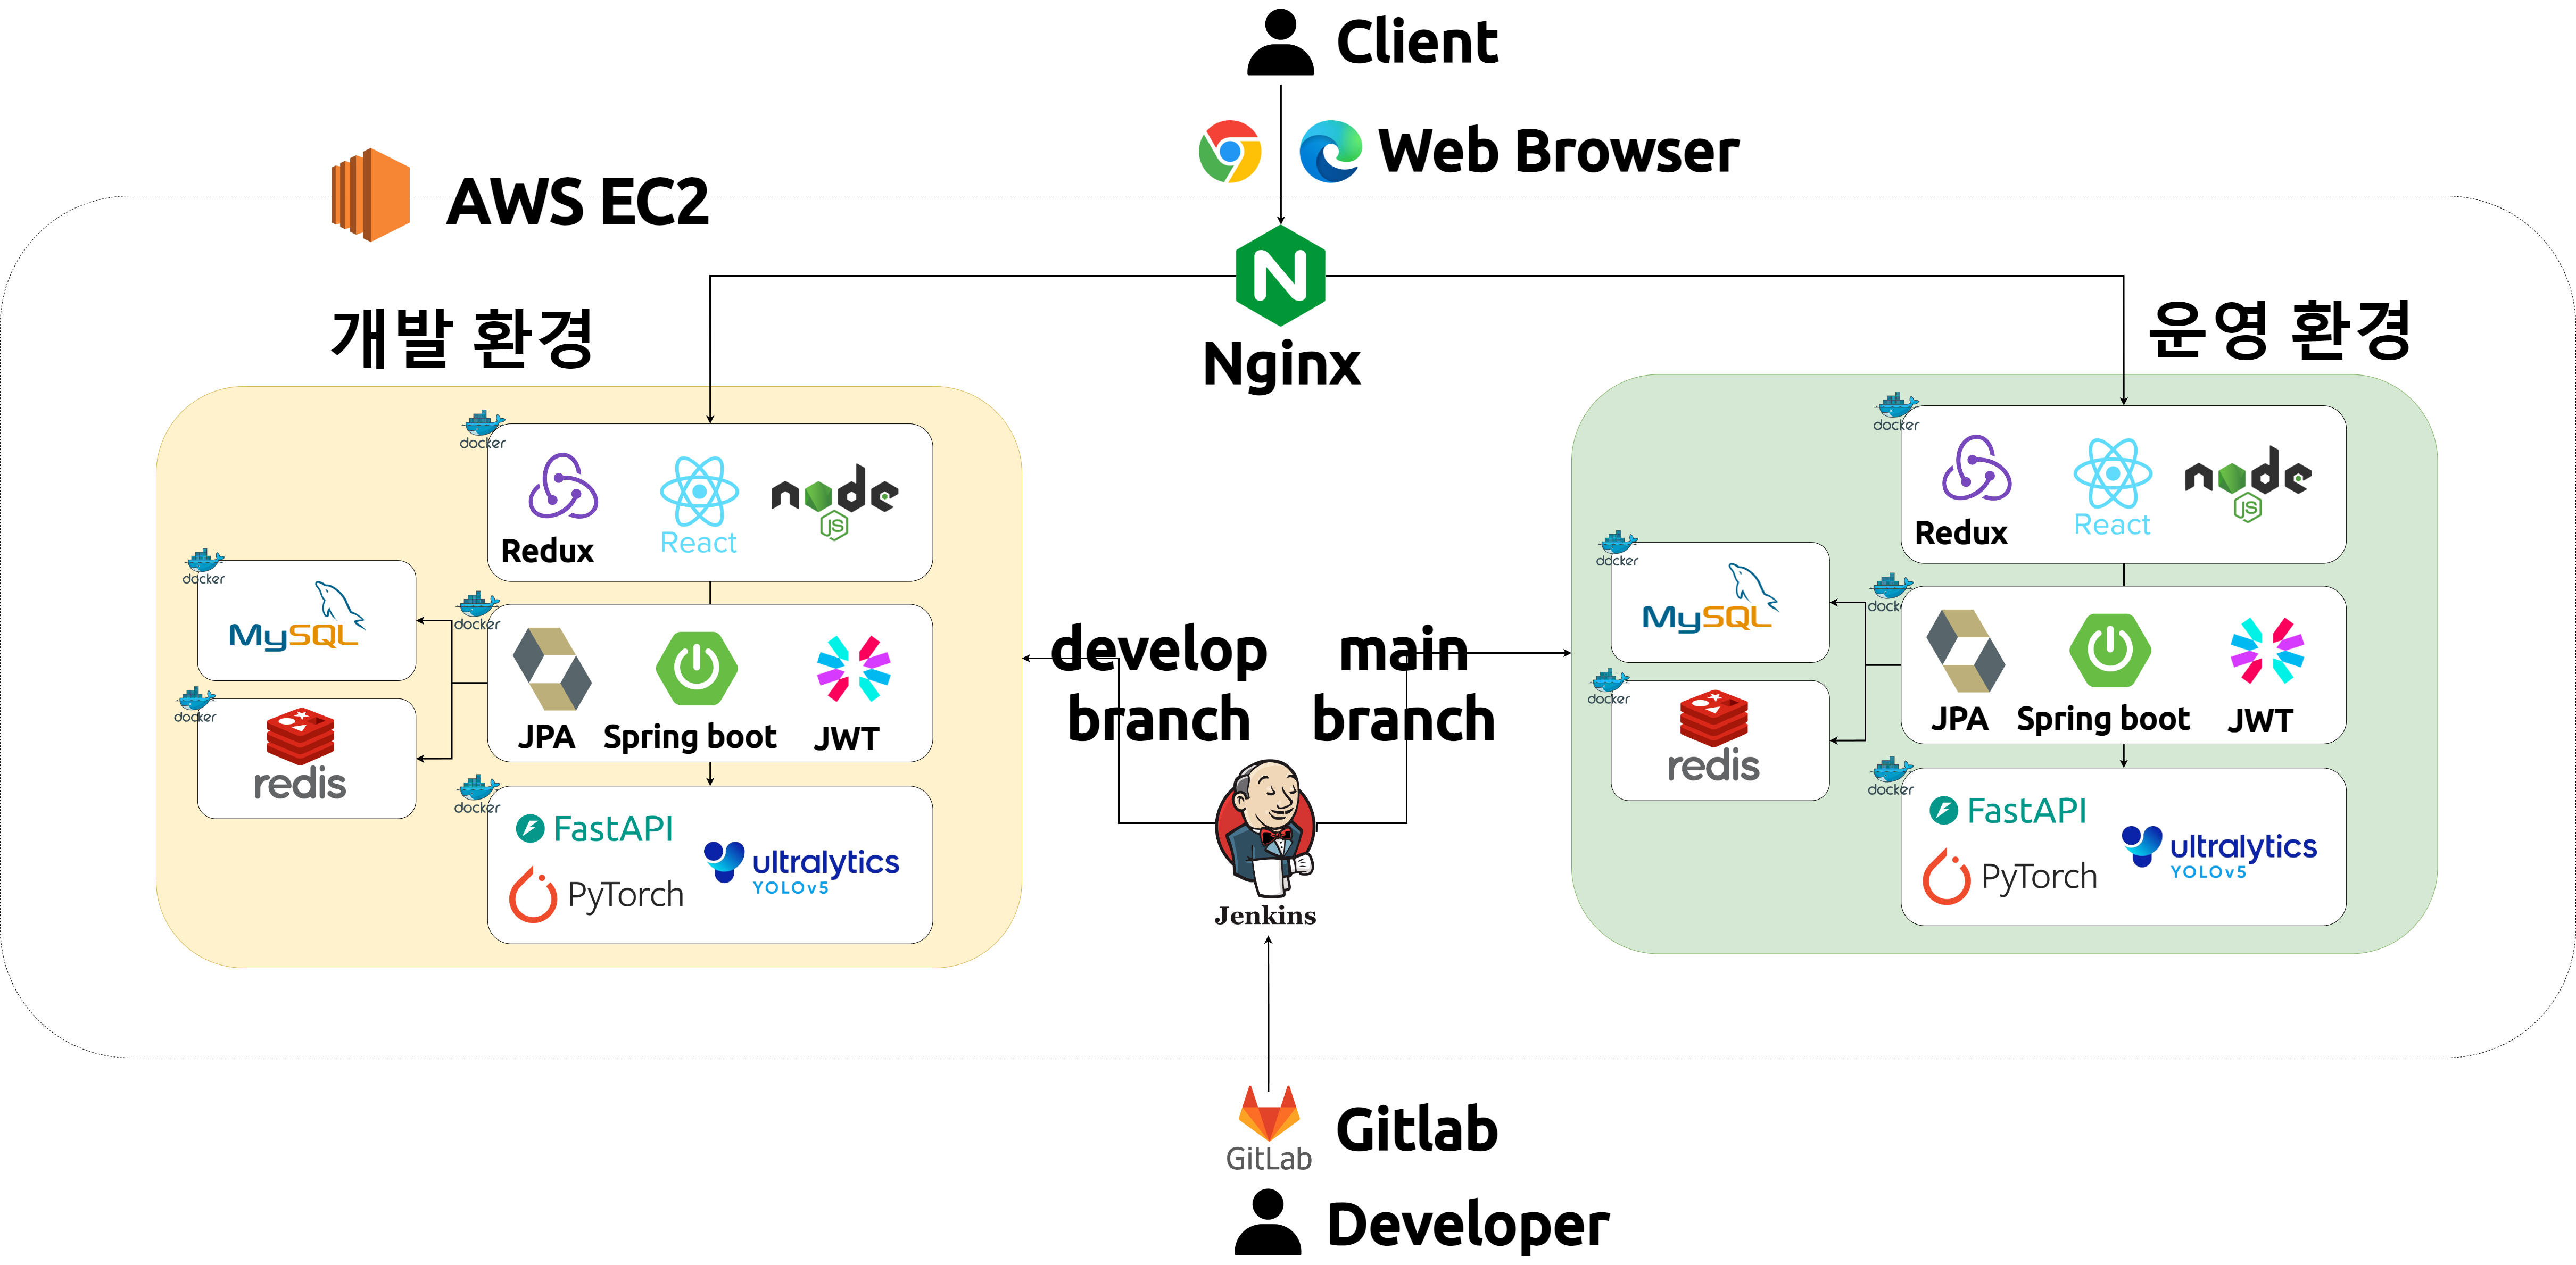 Client
Web Browser
AWS EC2
Nginx
개발 환경
운영 환경
docker
Redux
React
node
JS
docker
MySQL
docker
redis
docker
JPA
Spring boot
JWT
docker
FastAPI
PyTorch
ultralytics
YOLOv5
develop
branch
main
branch
Jenkins
docker
Redux
React
node
JS
docker
MySQL
docker
redis
docker
JPA
Spring boot
JWT
docker
FastAPI
PyTorch
ultralytics
YOLOv5
GitLab
Gitlab
Developer